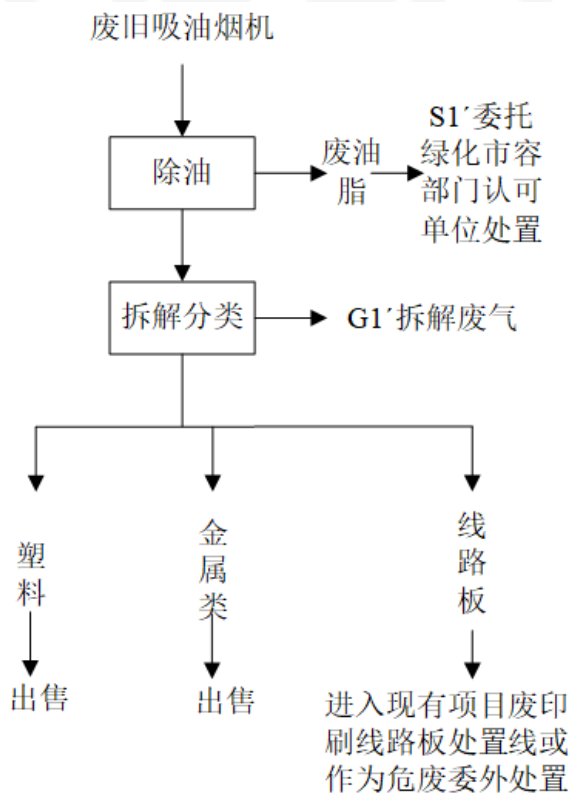 废旧吸油烟机
除油
废油
脂
S1′委托
绿化市容
部门认可
单位处置
拆解分类
G1′拆解废气
塑
料
金
属
类
线
路
板
出售
出售
进入现有项目废印
刷线路板处置线或
作为危废委外处置